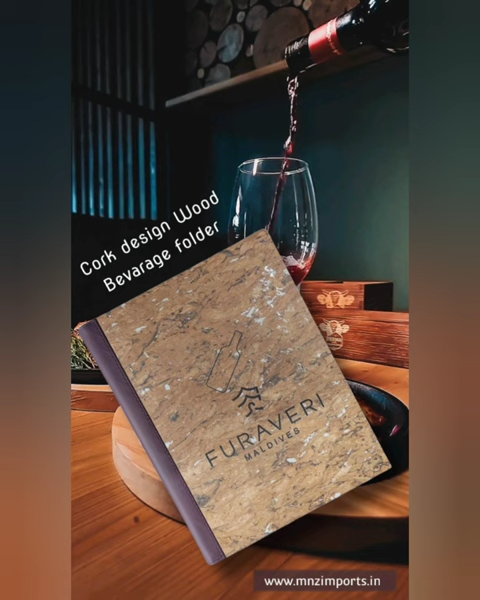 Cork design Wood
Bevarage folder
FURAVERI
MALDIVES
www.mnzimports.in